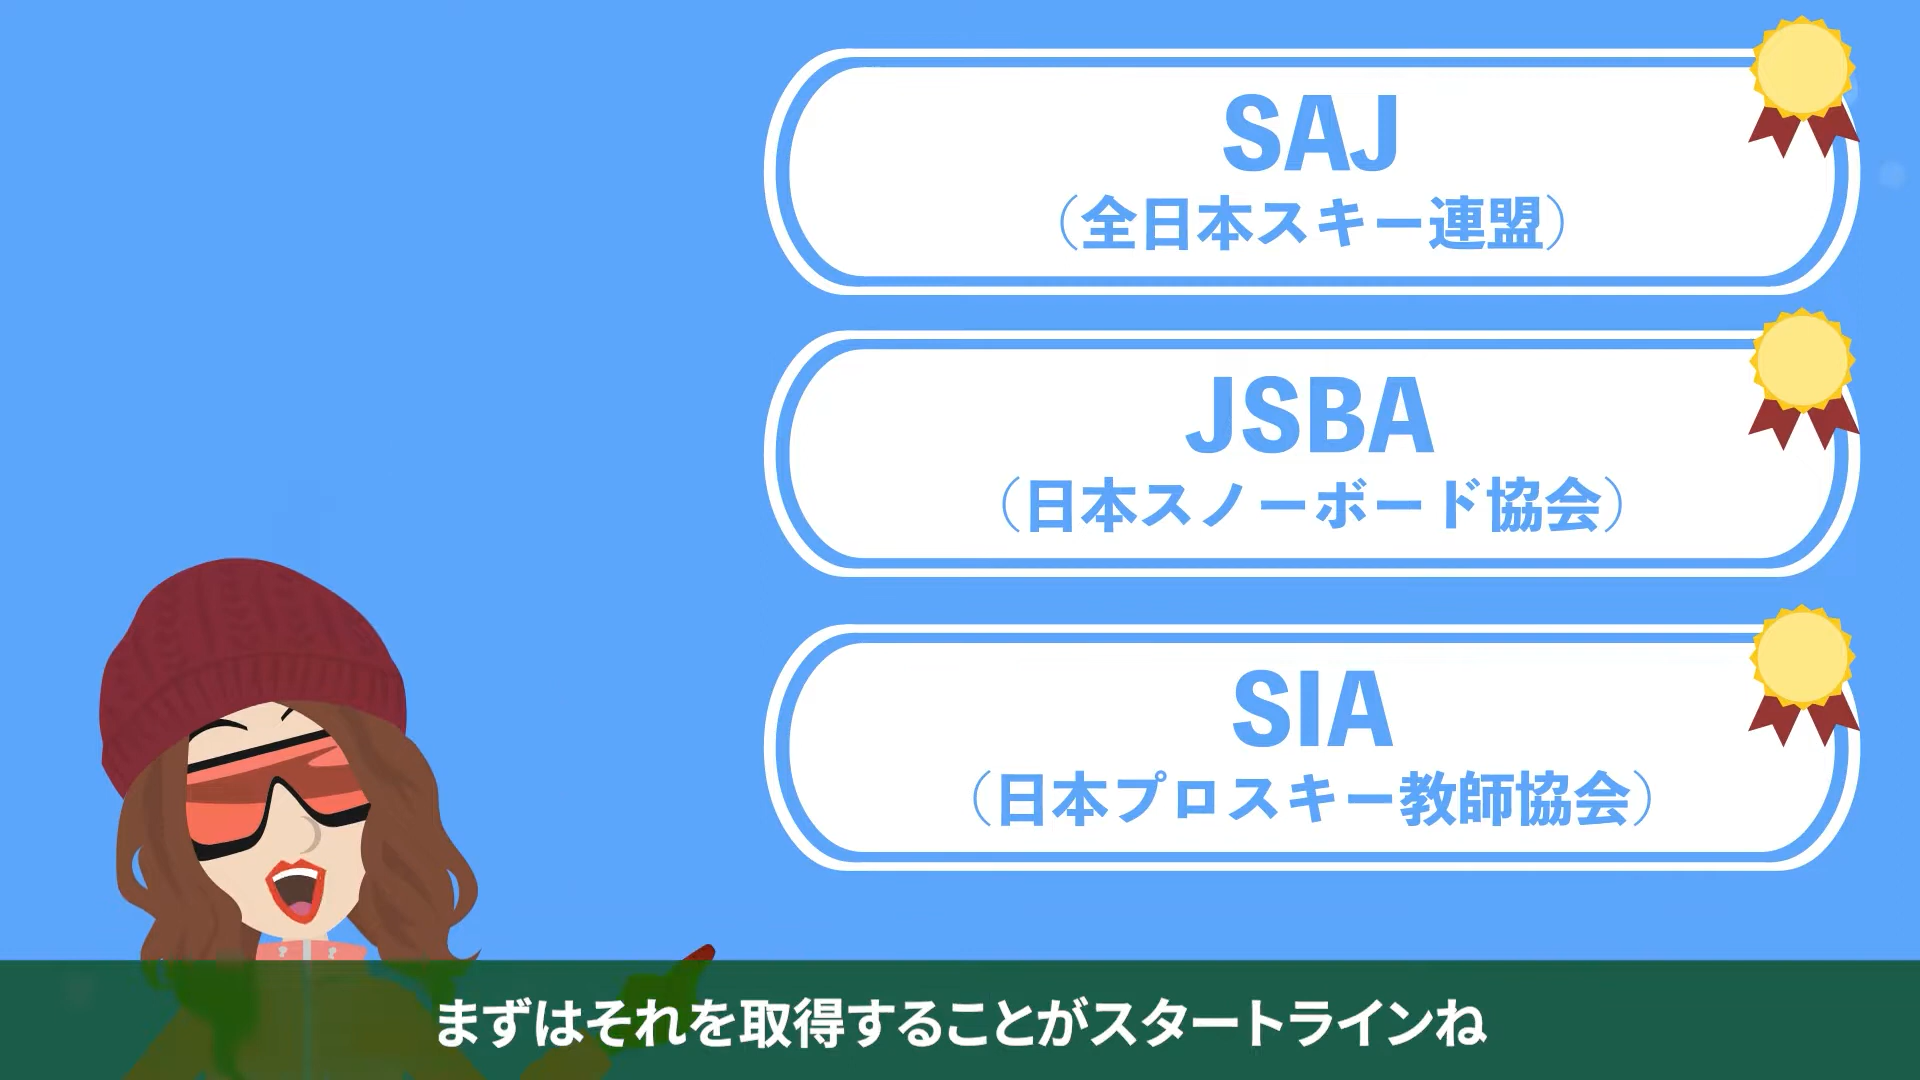 SAJ
（全日本スキー連盟）
JSBA
（日本スノーボード協会）
SIA
（日本プロスキー教師協会）
まずはそれを取得することがスタートラインね